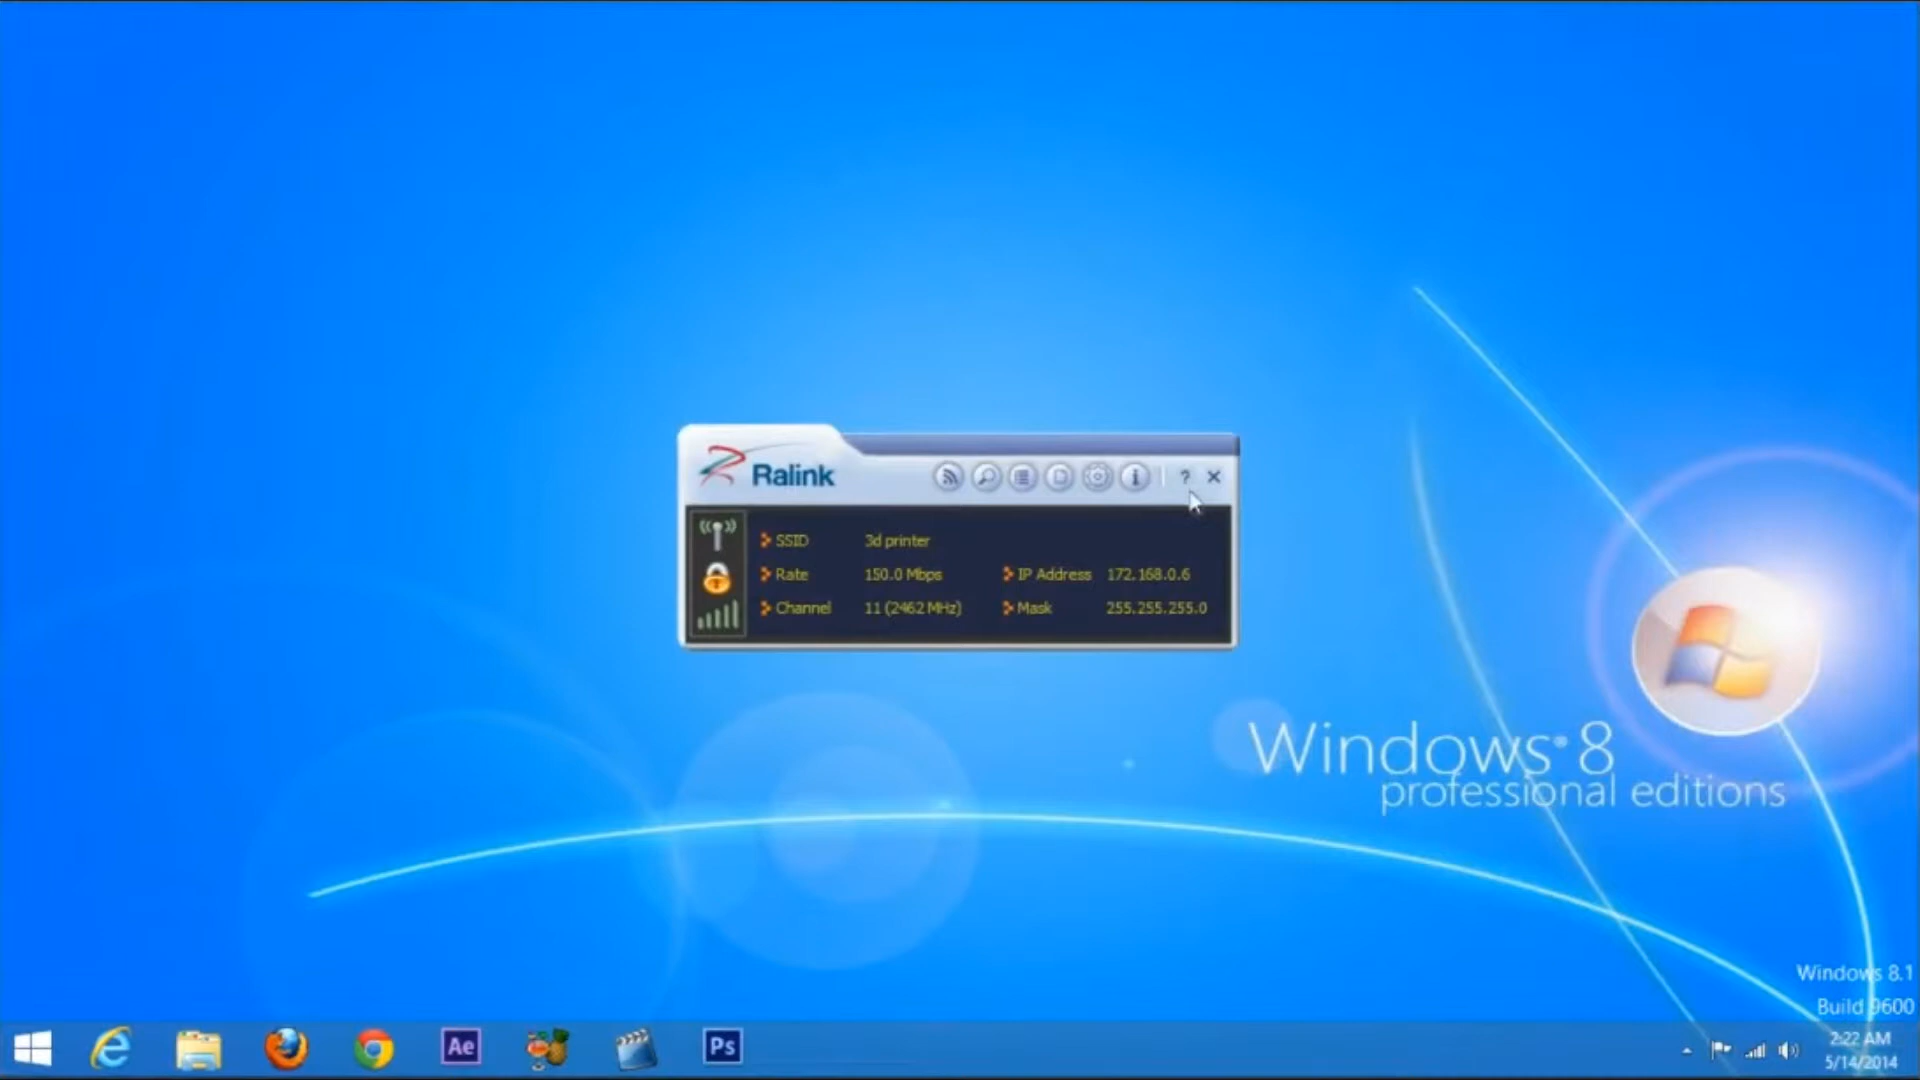 Ralink
? ×
SSID 3d printer
Rate 150.0 Mbps IP Address 172.168.0.6
Channel 11 (2462 MHz) Mask 255.255.255.0
Windows® 8
professional editions
Windows 8.1
Build 9600
Ae Ps
2:22 AM
5/14/2014